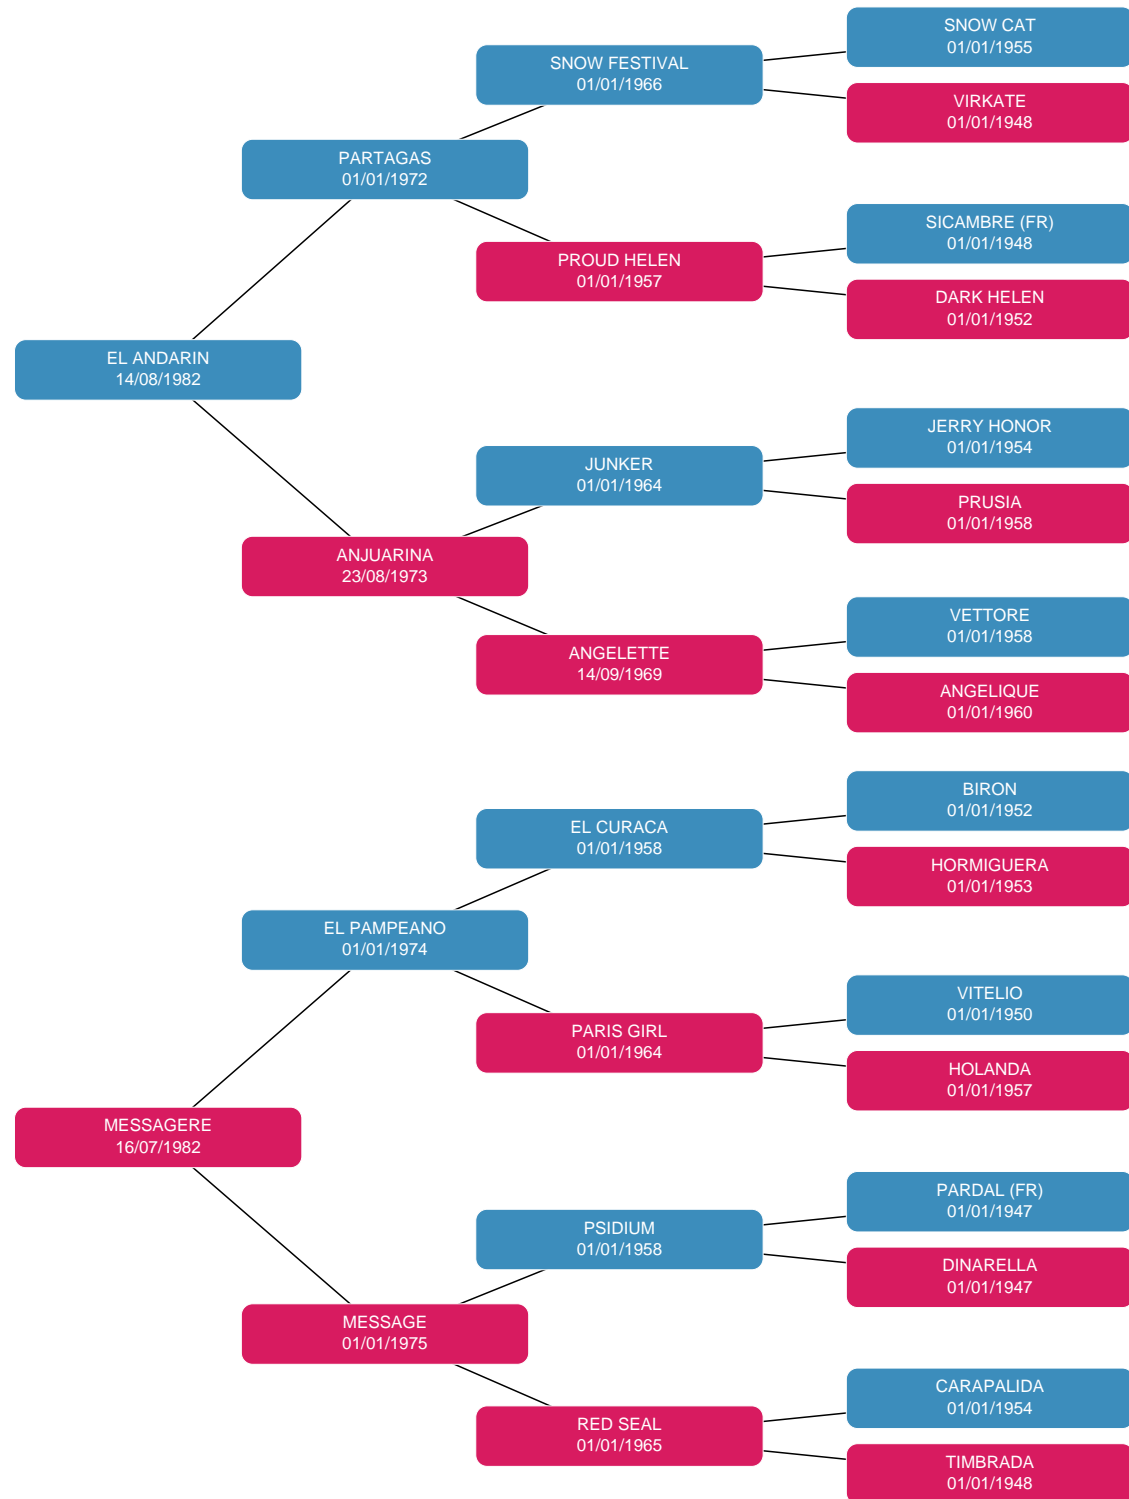 SNOW CAT
01/01/1955
SNOW FESTIVAL
01/01/1966
VIRKATE
01/01/1948
PARTAGAS
01/01/1972
SICAMBRE (FR)
01/01/1948
PROUD HELEN
01/01/1957
DARK HELEN
01/01/1952
EL ANDARIN
14/08/1982
JERRY HONOR
01/01/1954
JUNKER
01/01/1964
PRUSIA
01/01/1958
ANJUARINA
23/08/1973
VETTORE
01/01/1958
ANGELETTE
14/09/1969
ANGELIQUE
01/01/1960
BIRON
01/01/1952
EL CURACA
01/01/1958
HORMIGUERA
01/01/1953
EL PAMPEANO
01/01/1974
VITELIO
01/01/1950
PARIS GIRL
01/01/1964
HOLANDA
01/01/1957
MESSAGERE
16/07/1982
PARDAL (FR)
01/01/1947
PSIDIUM
01/01/1958
DINARELLA
01/01/1947
MESSAGE
01/01/1975
CARAPALIDA
01/01/1954
RED SEAL
01/01/1965
TIMBRADA
01/01/1948